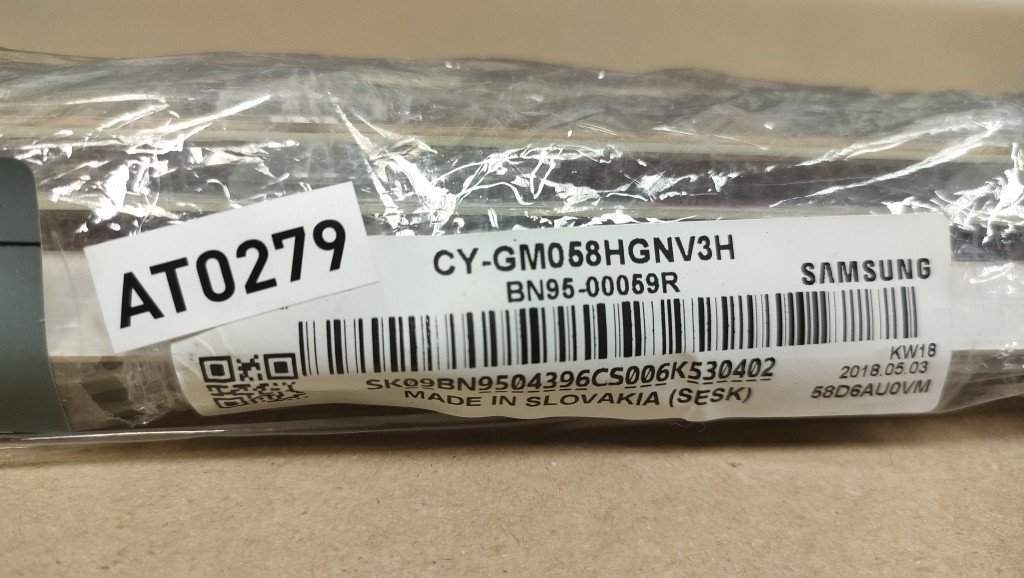 AT0279
CY-GM058HGNV3H
BN95-00059R
SAMSUNG
SK09BN9504396CS006K530402
MADE IN SLOVAKIA (SESK)
KW18
2018.05.03
58D6AU0VM